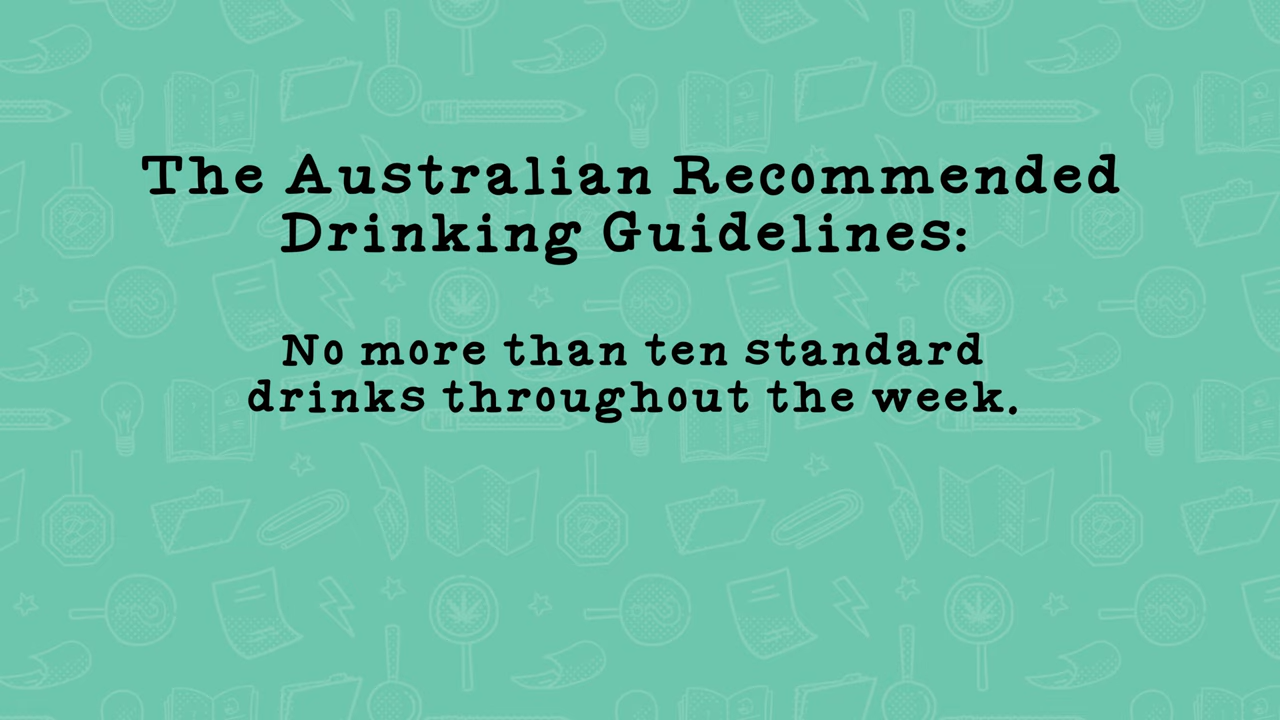 The Australian Recommended
Drinking Guidelines:
No more than ten standard
drinks throughout the week.